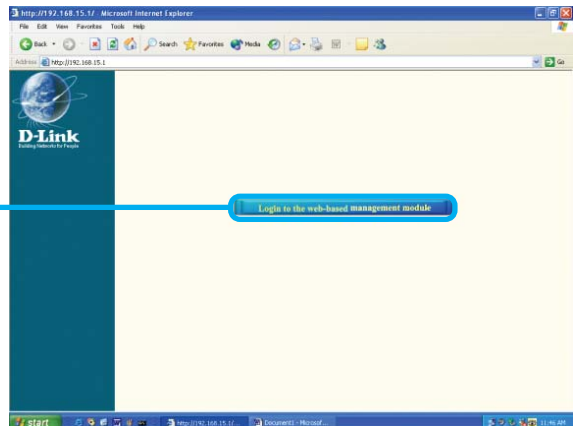 http://192.168.15.1/ - Microsoft Internet Explorer
File Edit View Favorites Tools Help
Back Search Favorites Media
Address http://192.168.15.1 Go
D-Link
Building Networks for People
Login to the web-based management module
start http://192.168.15.1/ ... Document1 - Microsof... 11:46 AM